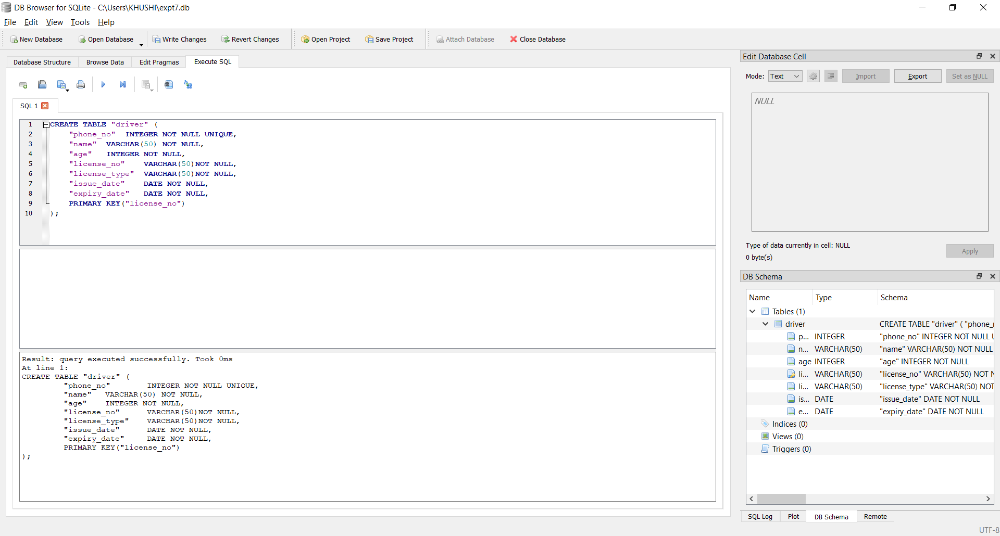 DB Browser for SQLite - C:\Users\KHUSHI\expt7.db
File Edit View Tools Help
New Database Open Database Write Changes Revert Changes Open Project Save Project Attach Database Close Database
Database Structure Browse Data Edit Pragmas Execute SQL
SQL 1
1 CREATE TABLE "driver" (
2 "phone_no" INTEGER NOT NULL UNIQUE,
3 "name" VARCHAR(50) NOT NULL,
4 "age" INTEGER NOT NULL,
5 "license_no" VARCHAR(50)NOT NULL,
6 "license_type" VARCHAR(50)NOT NULL,
7 "issue_date" DATE NOT NULL,
8 "expiry_date" DATE NOT NULL,
9 PRIMARY KEY("license_no")
10 );
Result: query executed successfully. Took 0ms
At line 1:
CREATE TABLE "driver" (
"phone_no" INTEGER NOT NULL UNIQUE,
"name" VARCHAR(50) NOT NULL,
"age" INTEGER NOT NULL,
"license_no" VARCHAR(50)NOT NULL,
"license_type" VARCHAR(50)NOT NULL,
"issue_date" DATE NOT NULL,
"expiry_date" DATE NOT NULL,
PRIMARY KEY("license_no")
);
Edit Database Cell
Mode: Text Import Export Set as NULL
NULL
Type of data currently in cell: NULL
0 byte(s)
Apply
DB Schema
Name Type Schema
Tables (1)
driver CREATE TABLE "driver" ( "phone_
p... INTEGER "phone_no" INTEGER NOT NULL
n... VARCHAR(50) "name" VARCHAR(50) NOT NULL
age INTEGER "age" INTEGER NOT NULL
li... VARCHAR(50) "license_no" VARCHAR(50) NOT N
li... VARCHAR(50) "license_type" VARCHAR(50) NOT
is... DATE "issue_date" DATE NOT NULL
e... DATE "expiry_date" DATE NOT NULL
Indices (0)
Views (0)
Triggers (0)
SQL Log Plot DB Schema Remote
UTF-8